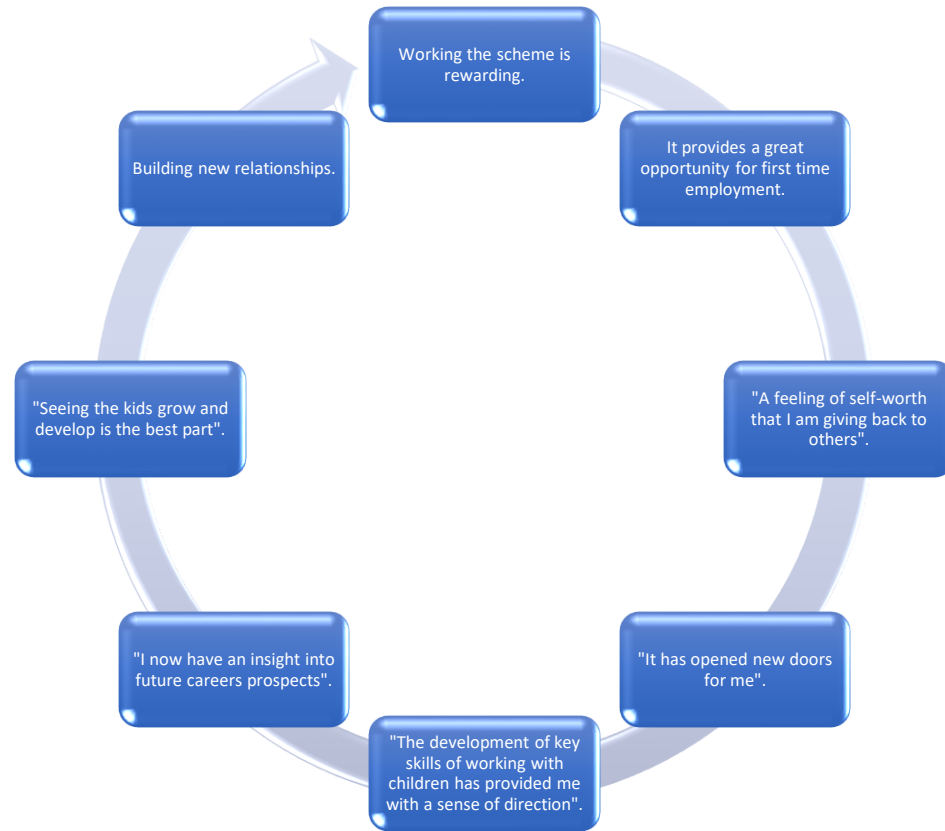 Working the scheme is
rewarding.
It provides a great
opportunity for first time
employment.
"A feeling of self-worth
that I am giving back to
others".
"It has opened new doors
for me".
"The development of key
skills of working with
children has provided me
with a sense of direction".
"I now have an insight into
future careers prospects".
"Seeing the kids grow and
develop is the best part".
Building new relationships.